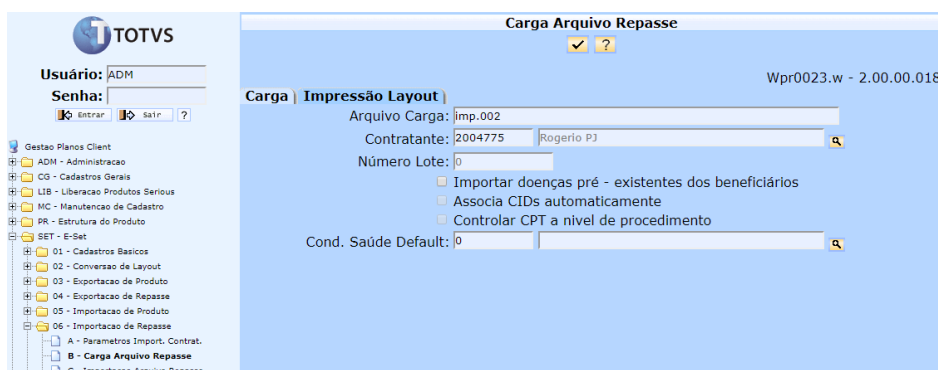 TOTVS
Usuário: ADM
Senha:
Entrar Sair ?
Gestao Planos Client
ADM - Administracao
CG - Cadastros Gerais
LIB - Liberacao Produtos Serious
MC - Manutencao de Cadastro
PR - Estrutura do Produto
SET - E-Set
01 - Cadastros Basicos
02 - Conversao de Layout
03 - Exportacao de Produto
04 - Exportacao de Repasse
05 - Importacao de Produto
06 - Importacao de Repasse
A - Parametros Import. Contrat.
B - Carga Arquivo Repasse
C - Importacao Arquivo Repasse
Carga Arquivo Repasse
?
Wpr0023.w - 2.00.00.018
Carga Impressão Layout
Arquivo Carga: imp.002
Contratante: 2004775 Rogerio PJ
Número Lote: 0
Importar doenças pré - existentes dos beneficiários
Associa CIDs automaticamente
Controlar CPT a nivel de procedimento
Cond. Saúde Default: 0